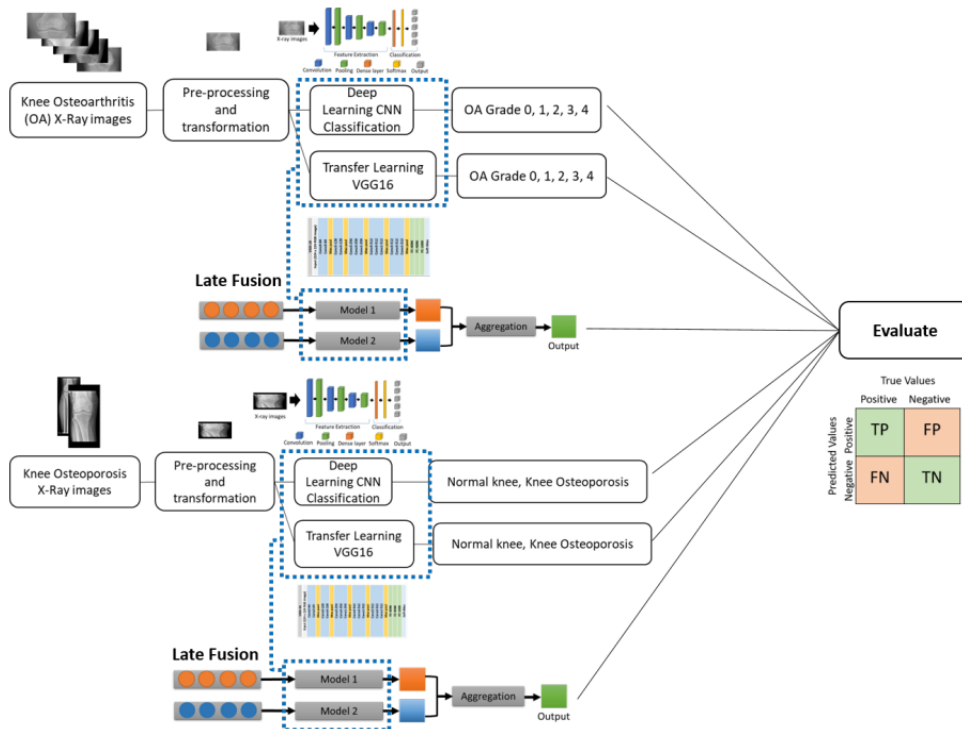 X-ray images
Feature Extraction
Classification
Convolution
Pooling
Dense layer
Softmax
Output
Knee Osteoarthritis
(OA) X-Ray images
Pre-processing
and
transformation
Deep
Learning CNN
Classification
OA Grade 0, 1, 2, 3, 4
Transfer Learning
VGG16
OA Grade 0, 1, 2, 3, 4
Late Fusion
Model 1
Model 2
Aggregation
Output
Evaluate
True Values
Positive
Negative
Predicted Values
Positive
Negative
TP
FP
FN
TN
X-ray images
Feature Extraction
Classification
Convolution
Pooling
Dense layer
Softmax
Output
Knee Osteoporosis
X-Ray images
Pre-processing
and
transformation
Deep
Learning CNN
Classification
Normal knee, Knee Osteoporosis
Transfer Learning
VGG16
Normal knee, Knee Osteoporosis
Late Fusion
Model 1
Model 2
Aggregation
Output